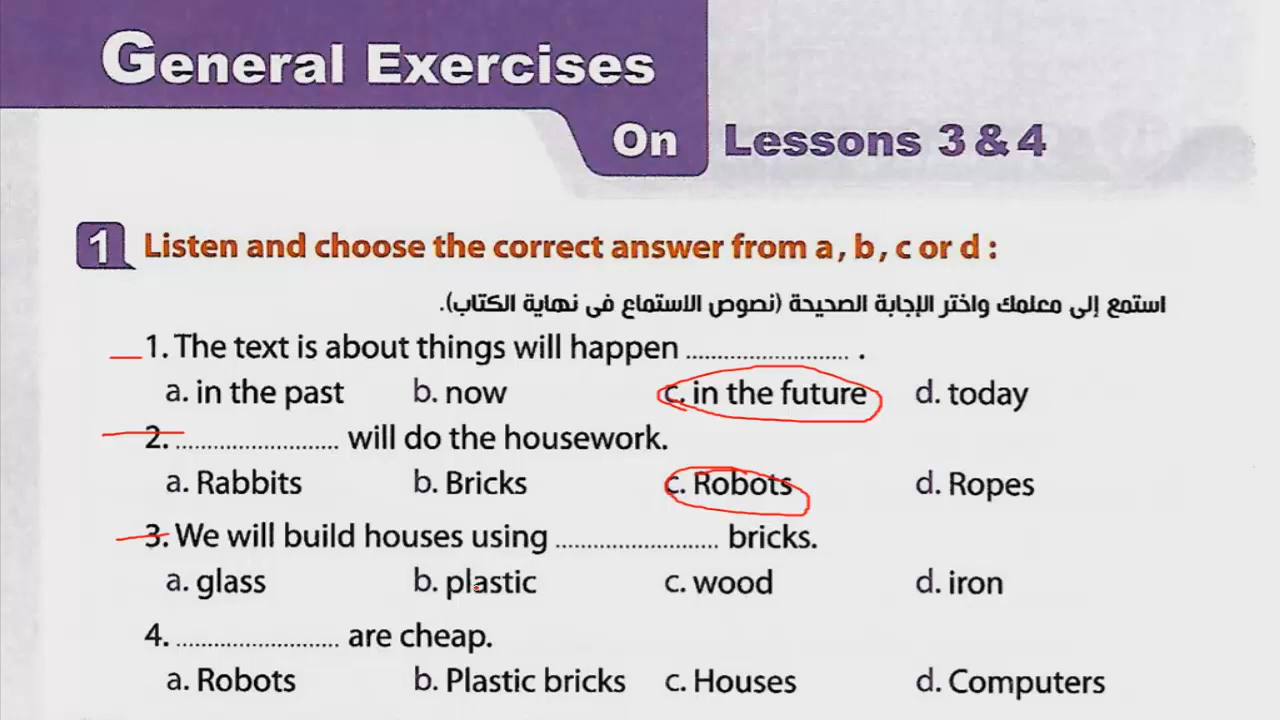 General Exercises
On Lessons 3 & 4
1 Listen and choose the correct answer from a, b, c or d :
استمع إلى معلمك واختر الإجابة الصحيحة (نصوص الاستماع فى نهاية الكتاب).
1. The text is about things will happen ........................ .
a. in the past b. now c. in the future d. today
2. ........................ will do the housework.
a. Rabbits b. Bricks c. Robots d. Ropes
3. We will build houses using ........................ bricks.
a. glass b. plastic c. wood d. iron
4. ........................ are cheap.
a. Robots b. Plastic bricks c. Houses d. Computers